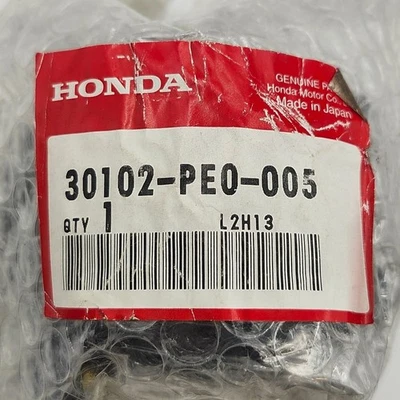 HONDA
GENUINE
Honda Motor Co.
Made in Japan
30102-PE0-005
QTY 1 L2H13